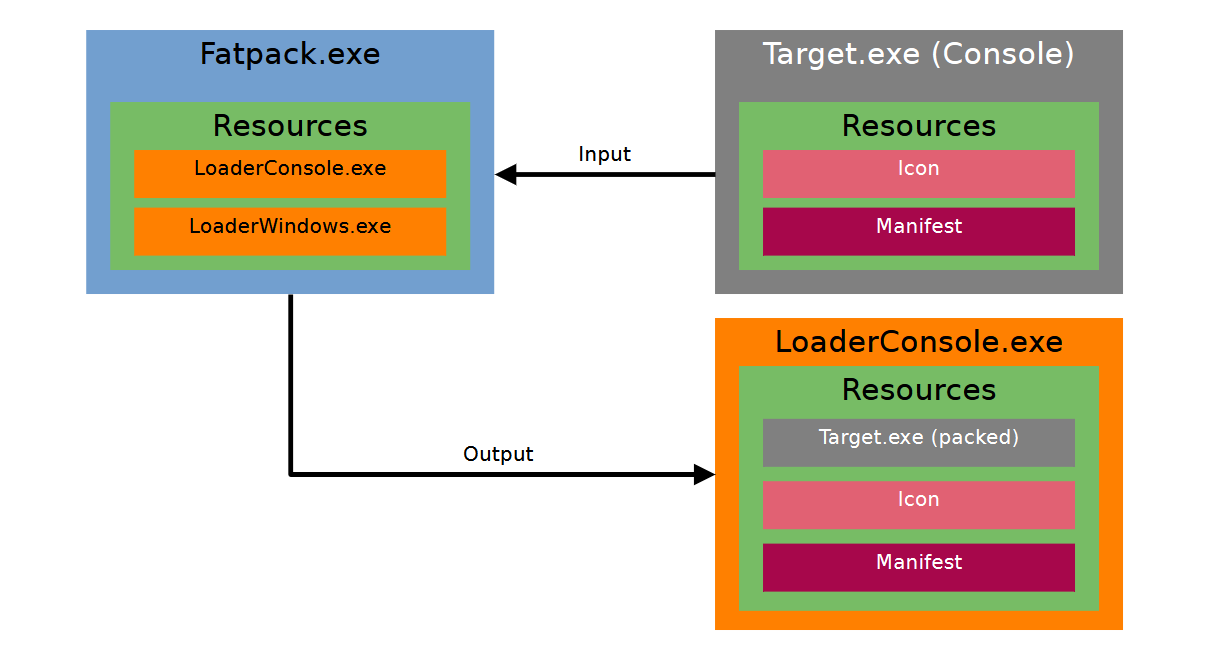 Fatpack.exe
Resources
LoaderConsole.exe
LoaderWindows.exe
Input
Target.exe (Console)
Resources
Icon
Manifest
Output
LoaderConsole.exe
Resources
Target.exe (packed)
Icon
Manifest